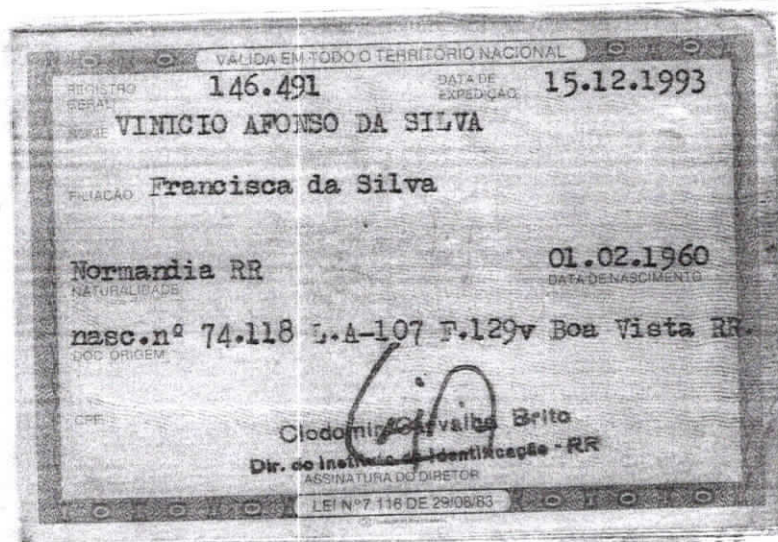 VÁLIDA EM TODO O TERRITÓRIO NACIONAL
REGISTRO GERAL 146.491 DATA DE EXPEDIÇÃO 15.12.1993
NOME VINICIO AFONSO DA SILVA
FILIAÇÃO Francisca da Silva
Normandia RR 01.02.1960
NATURALIDADE DATA DE NASCIMENTO
nasc.nº 74.118 L.A-107 F.129v Boa Vista RR.
DOC ORIGEM
CPF
Clodomir Carvalho Brito
Dir. do Instituto de Identificação - RR
ASSINATURA DO DIRETOR
LEI Nº 7.116 DE 29/08/83